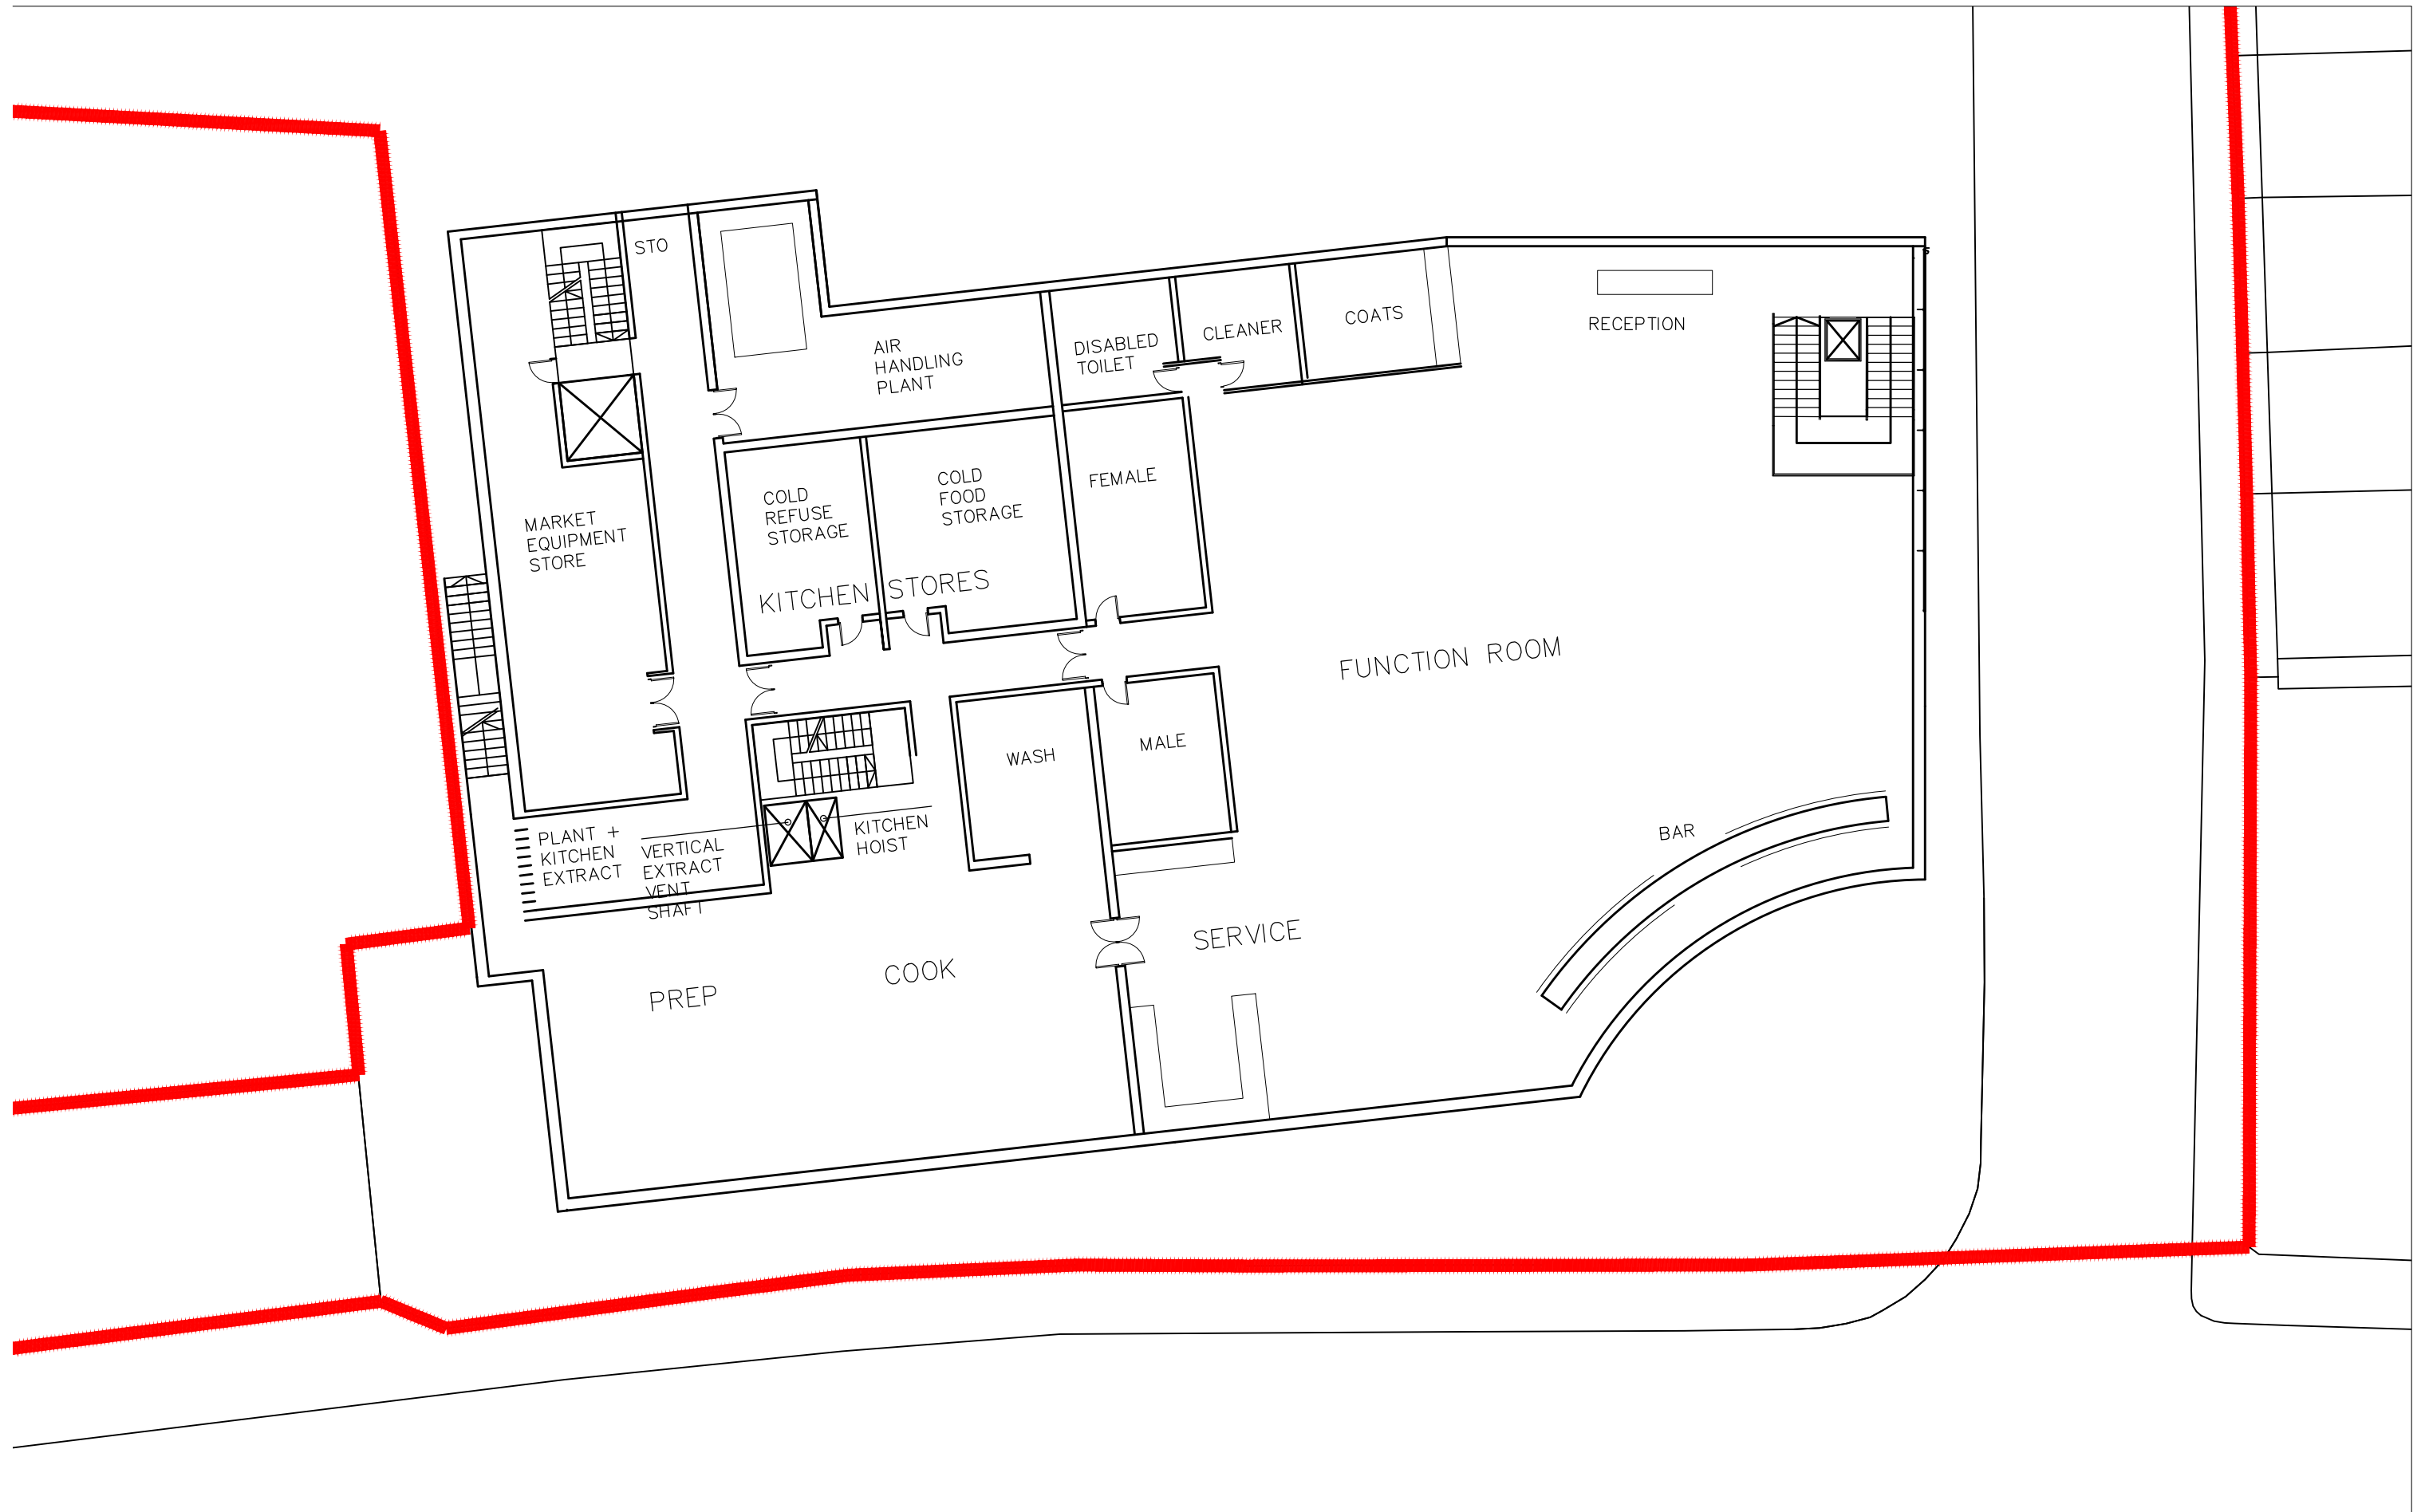 STO
RECEPTION
COATS
CLEANER
DISABLED
TOILET
AIR
HANDLING
PLANT
FEMALE
COLD
FOOD
STORAGE
COLD
REFUSE
STORAGE
MARKET
EQUIPMENT
STORE
KITCHEN STORES
FUNCTION ROOM
MALE
WASH
BAR
KITCHEN
HOIST
PLANT +
KITCHEN
EXTRACT
VERTICAL
EXTRACT
VENT
SHAFT
SERVICE
COOK
PREP